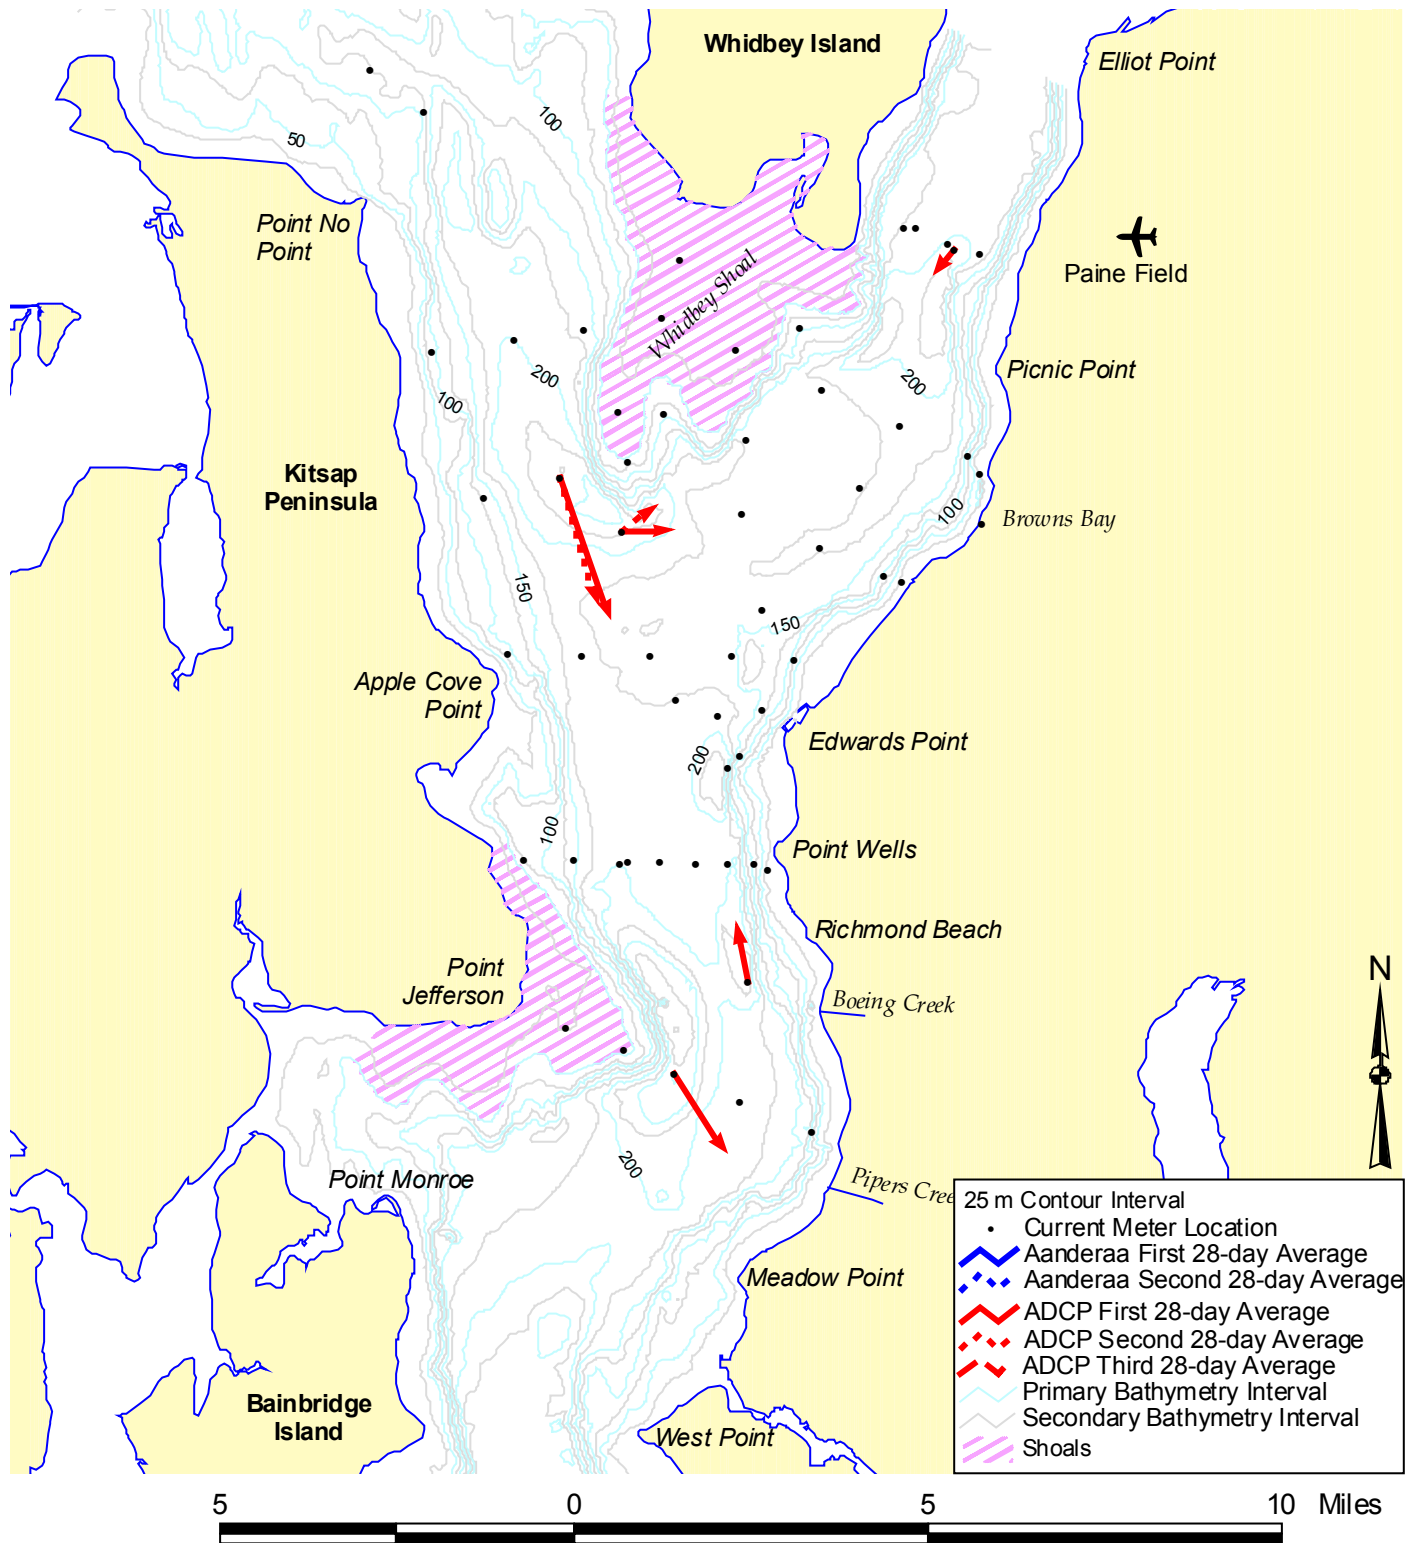 Whidbey Island
Elliot Point
100
50
Point No
Point
Whidbey Shoal
Paine Field
200
200
Picnic Point
100
Kitsap
Peninsula
100
Browns Bay
150
150
Apple Cove
Point
Edwards Point
200
100
Point Wells
Richmond Beach
Point
Jefferson
N
Boeing Creek
200
Point Monroe
Pipers Cree
25 m Contour Interval
Current Meter Location
Aanderaa First 28-day Average
Aanderaa Second 28-day Average
ADCP First 28-day Average
ADCP Second 28-day Average
ADCP Third 28-day Average
Primary Bathymetry Interval
Secondary Bathymetry Interval
Shoals
Meadow Point
Bainbridge
Island
West Point
5 0 5 10 Miles